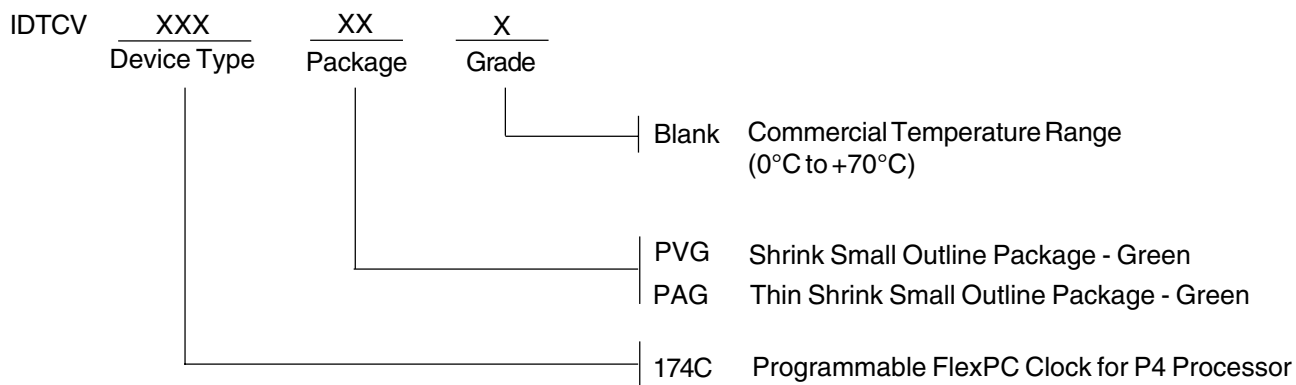 IDTCV XXX XX X
Device Type Package Grade
Blank Commercial Temperature Range
(0°C to +70°C)
PVG Shrink Small Outline Package - Green
PAG Thin Shrink Small Outline Package - Green
174C Programmable FlexPC Clock for P4 Processor